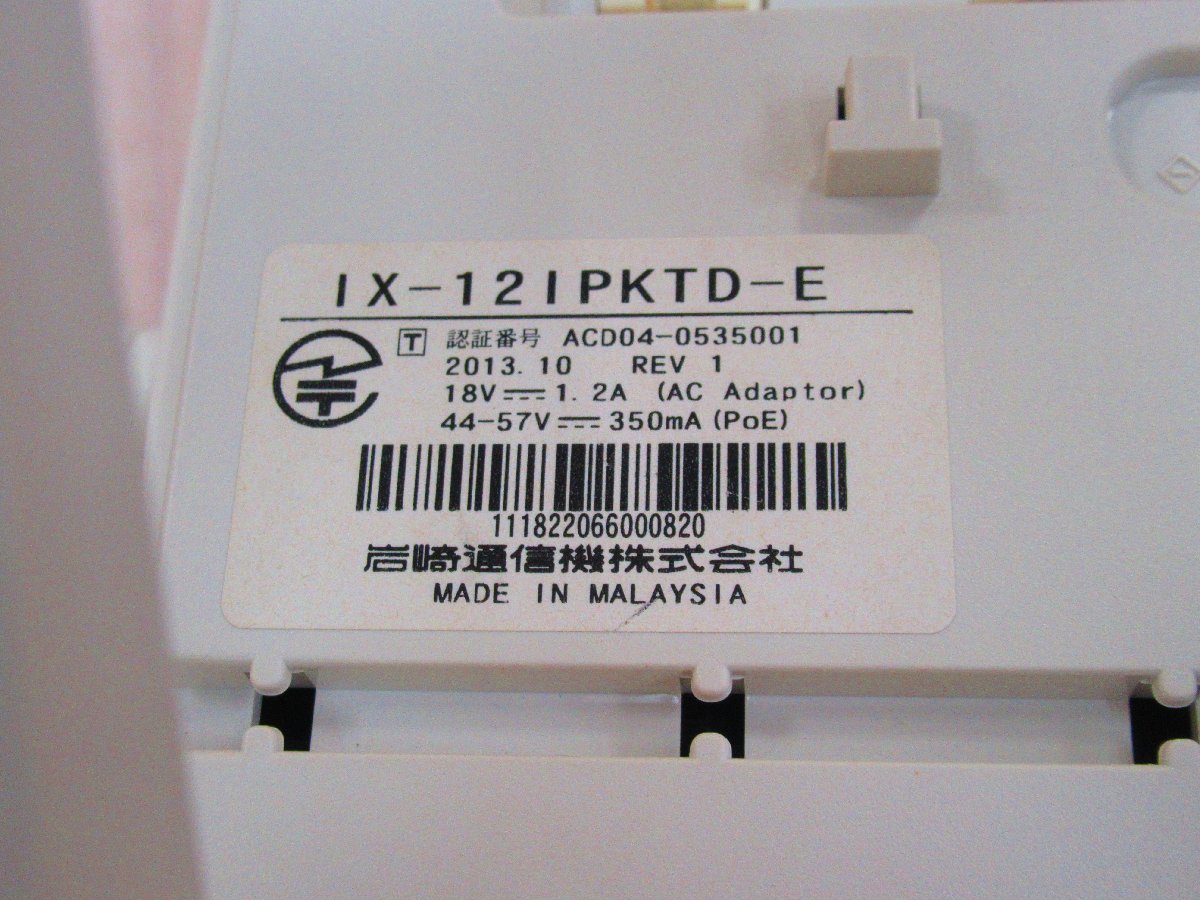 IX-12IPKTD-E
T 認証番号 ACD04-0535001
2013.10 REV 1
18V⎓1.2A (AC Adaptor)
44-57V⎓350mA (PoE)
111822066000820
岩崎通信機株式会社
MADE IN MALAYSIA